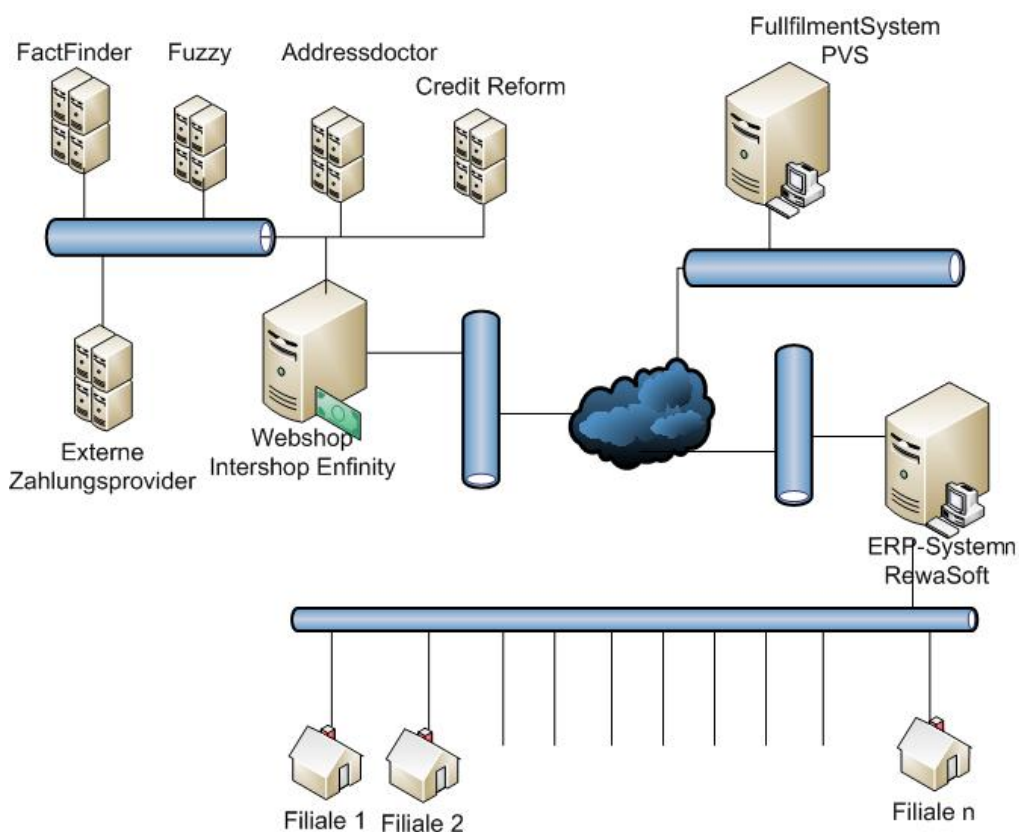 FactFinder
Fuzzy
Addressdoctor
Credit Reform
FullfilmentSystem
PVS
Externe
Zahlungsprovider
Webshop
Intershop Enfinity
ERP-Systemn
RewaSoft
Filiale 1
Filiale 2
Filiale n